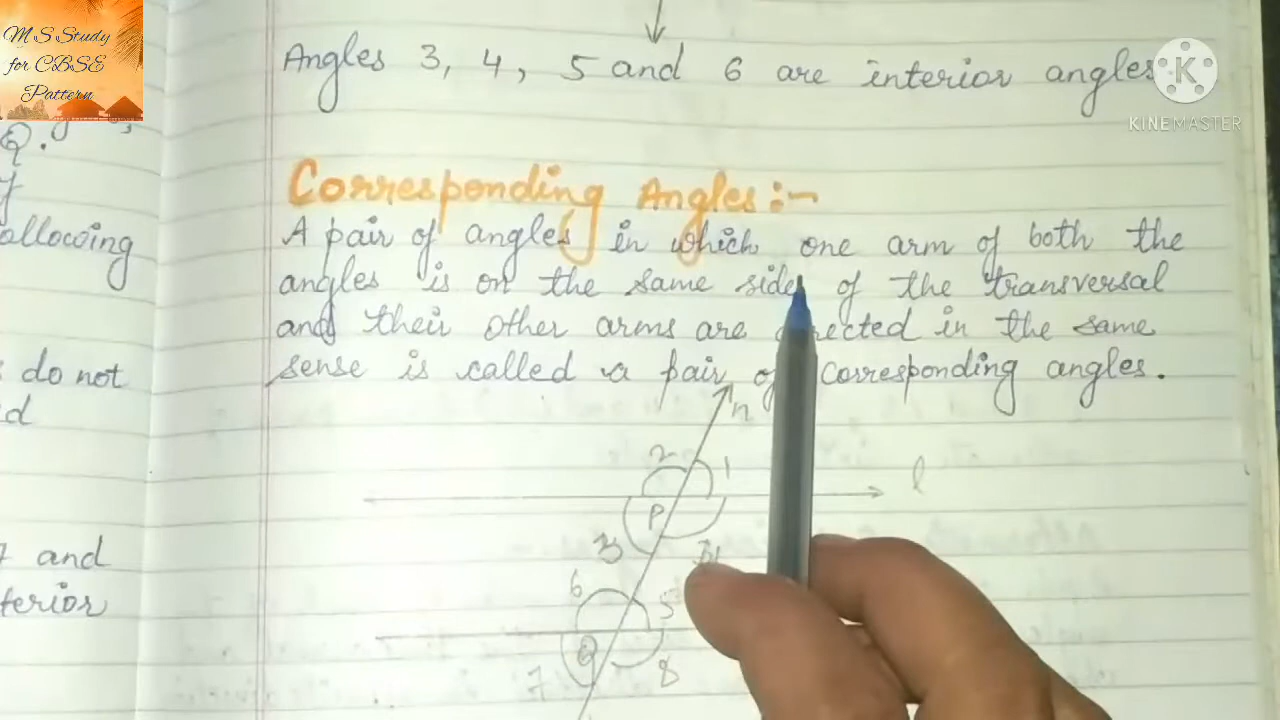 M S Study
for CBSE
Pattern
KINEMASTER
Angles 3, 4, 5 and 6 are interior angles
Q.
allowing
s do not
d
7 and
terior
Corresponding Angles :-
A pair of angles in which one arm of both the
angles is on the same side of the transversal
and their other arms are directed in the same
sense is called a pair of corresponding angles.
n
2 1
l
P
3
6 5
Q
7 8